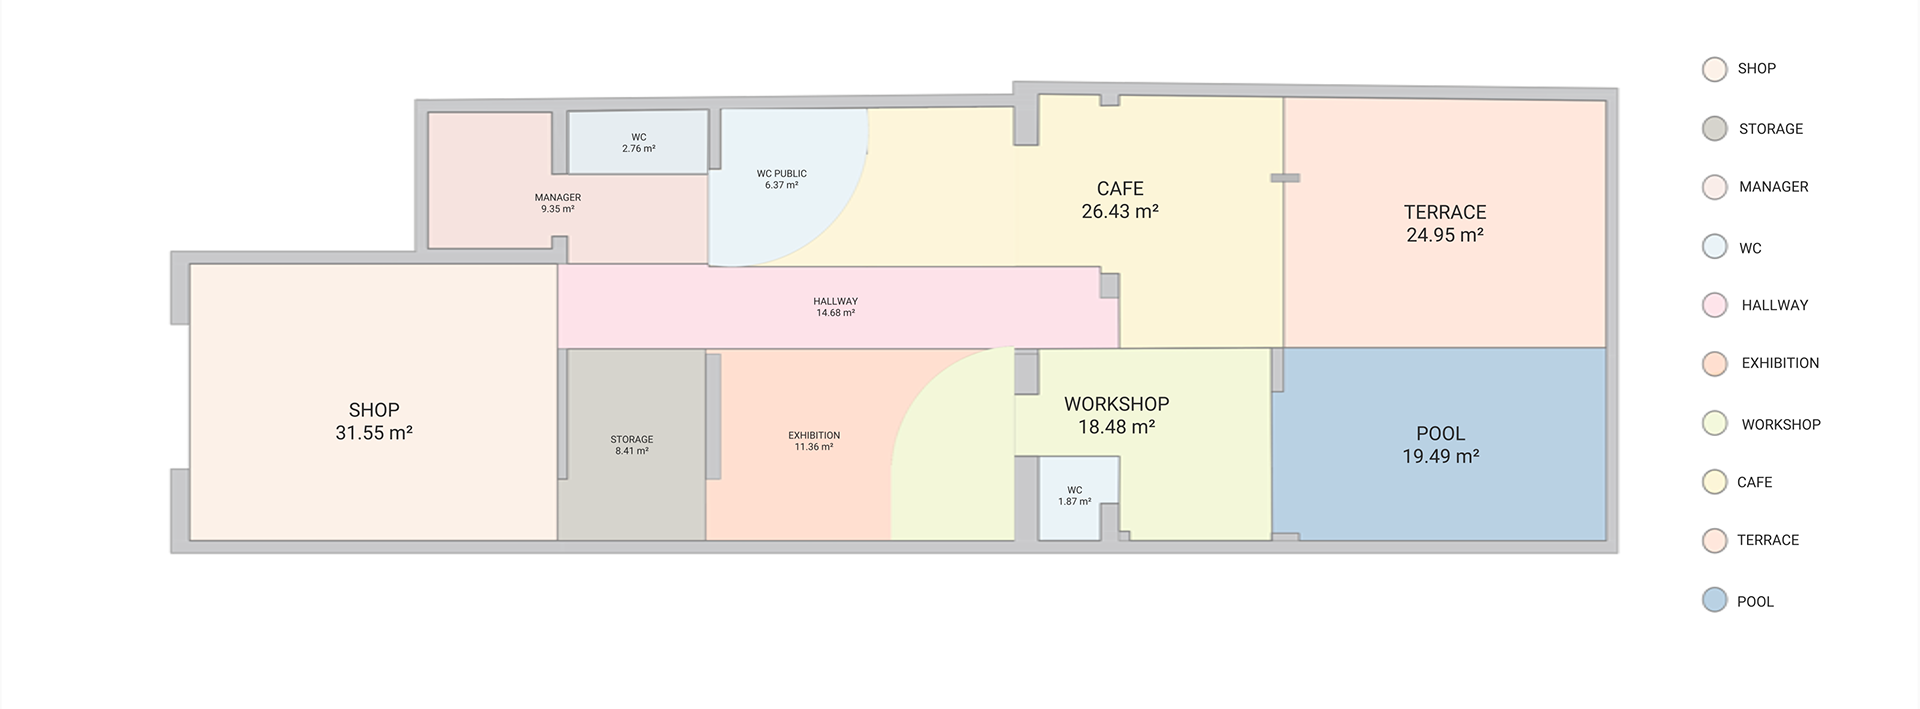 WC
2.76 m²
WC PUBLIC
6.37 m²
MANAGER
9.35 m²
CAFE
26.43 m²
TERRACE
24.95 m²
HALLWAY
14.68 m²
SHOP
31.55 m²
STORAGE
8.41 m²
EXHIBITION
11.36 m²
WORKSHOP
18.48 m²
WC
1.87 m²
POOL
19.49 m²
SHOP
STORAGE
MANAGER
WC
HALLWAY
EXHIBITION
WORKSHOP
CAFE
TERRACE
POOL